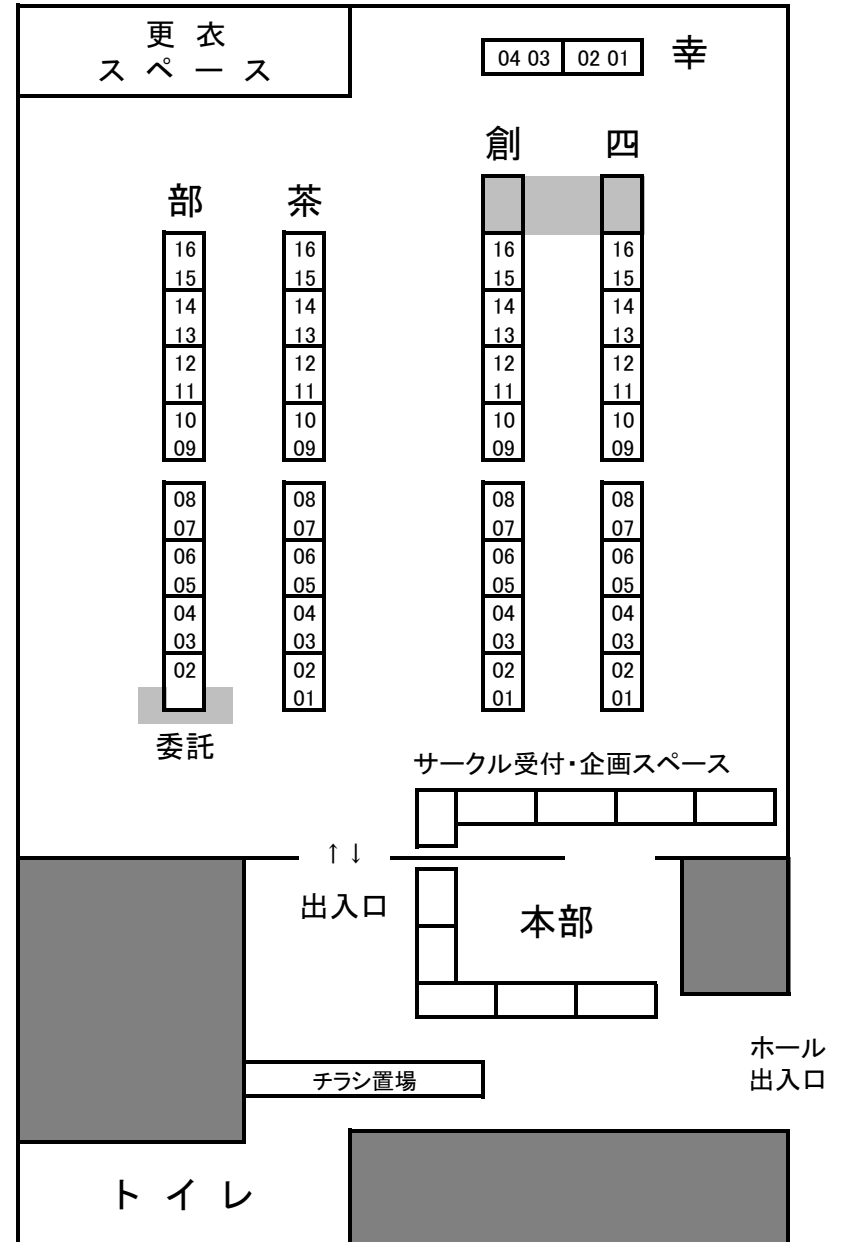 更 衣
ス ペ ー ス
04 03 02 01 幸
創 四
部 茶
16 16 16 16
15 15 15 15
14 14 14 14
13 13 13 13
12 12 12 12
11 11 11 11
10 10 10 10
09 09 09 09
08 08 08 08
07 07 07 07
06 06 06 06
05 05 05 05
04 04 04 04
03 03 03 03
02 02 02 02
01 01 01
委託
サークル受付・企画スペース
↑↓
出入口
本部
ホール
出入口
チラシ置場
ト イ レ